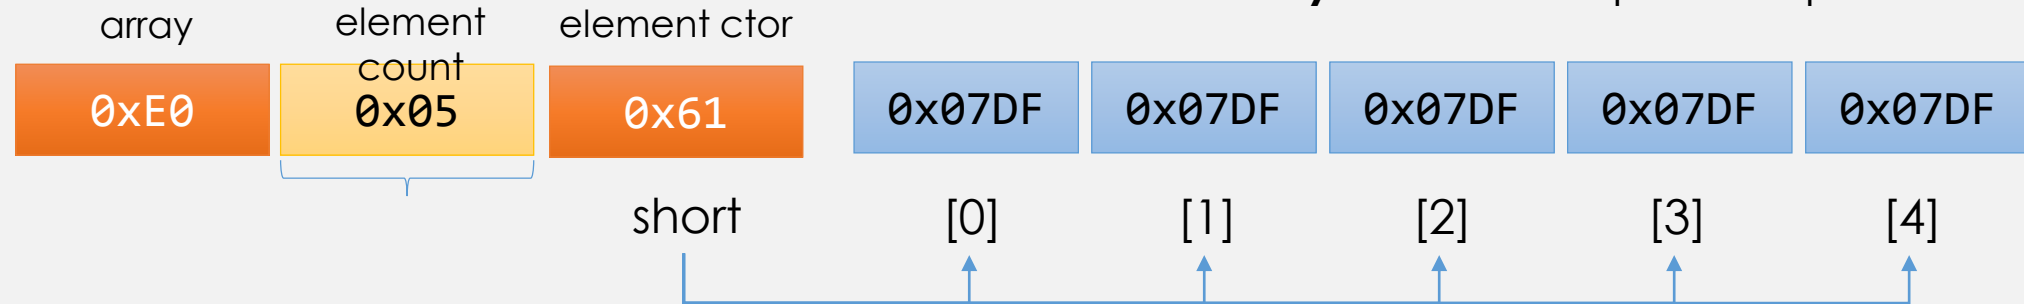 array
element count
element ctor
0xE0
0x05
0x61
0x07DF
0x07DF
0x07DF
0x07DF
0x07DF
short
[0]
[1]
[2]
[3]
[4]